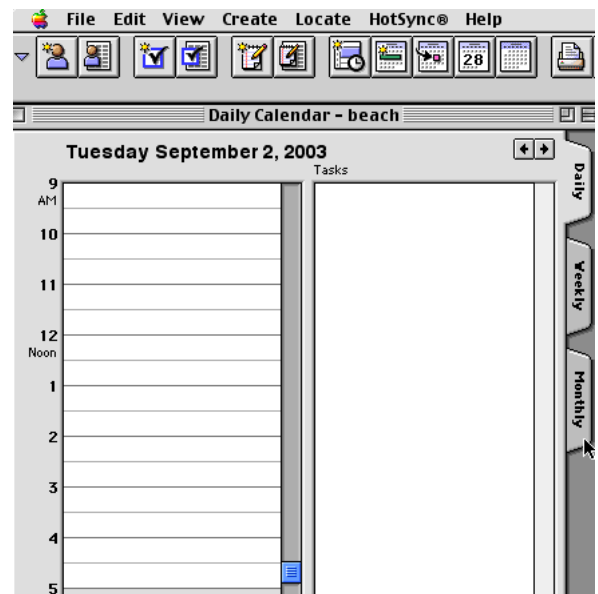 File Edit View Create Locate HotSync® Help
28
Daily Calendar - beach
Tuesday September 2, 2003
Tasks
9
AM
10
11
12
Noon
1
2
3
4
5
Daily
Weekly
Monthly